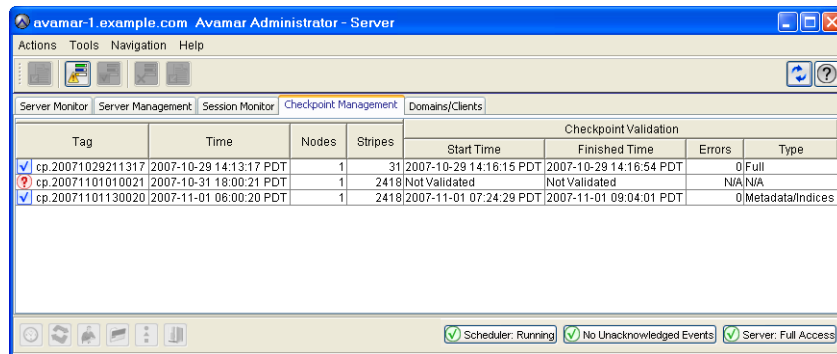 avamar-1.example.com Avamar Administrator - Server
Actions Tools Navigation Help
Server Monitor Server Management Session Monitor Checkpoint Management Domains/Clients
Tag Time Nodes Stripes Checkpoint Validation
Start Time Finished Time Errors Type
cp.20071029211317 2007-10-29 14:13:17 PDT 1 31 2007-10-29 14:16:15 PDT 2007-10-29 14:16:54 PDT 0 Full
cp.20071101010021 2007-10-31 18:00:21 PDT 1 2418 Not Validated Not Validated N/A N/A
cp.20071101130020 2007-11-01 06:00:20 PDT 1 2418 2007-11-01 07:24:29 PDT 2007-11-01 09:04:01 PDT 0 Metadata/Indices
Scheduler: Running No Unacknowledged Events Server: Full Access